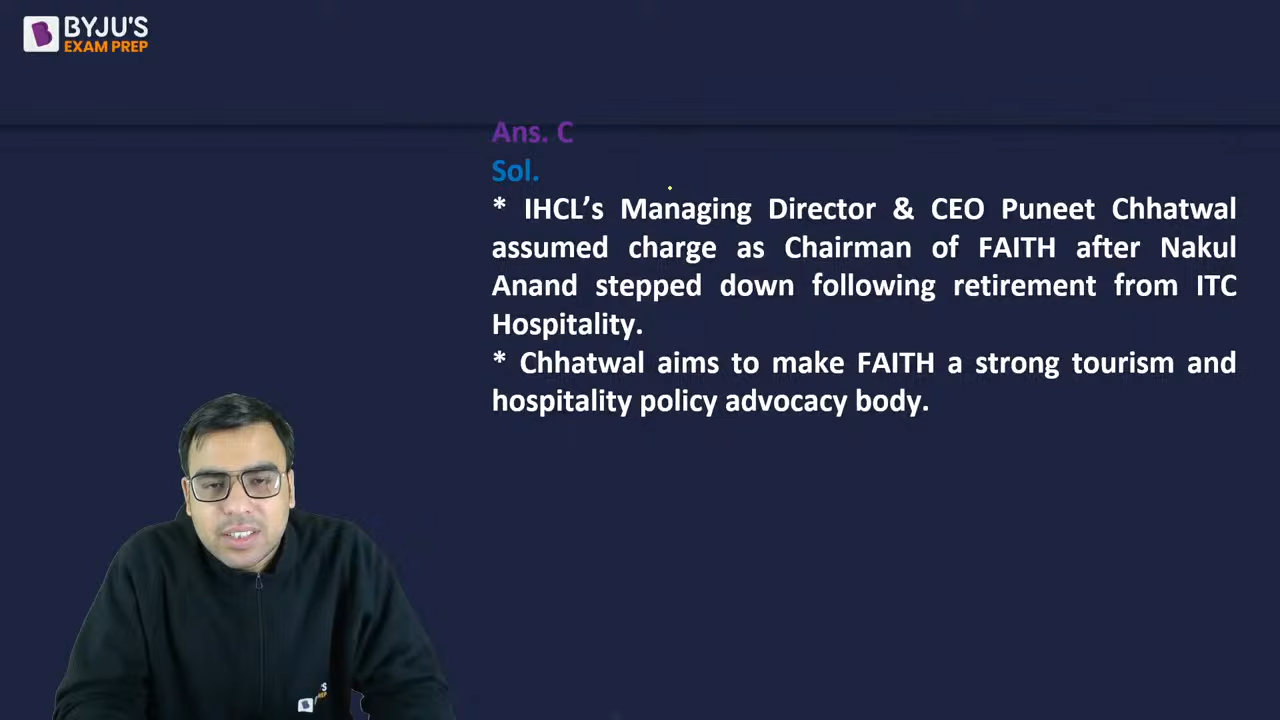 BYJU'S
EXAM PREP
Ans. C
Sol.
* IHCL’s Managing Director & CEO Puneet Chhatwal
assumed charge as Chairman of FAITH after Nakul
Anand stepped down following retirement from ITC
Hospitality.
* Chhatwal aims to make FAITH a strong tourism and
hospitality policy advocacy body.